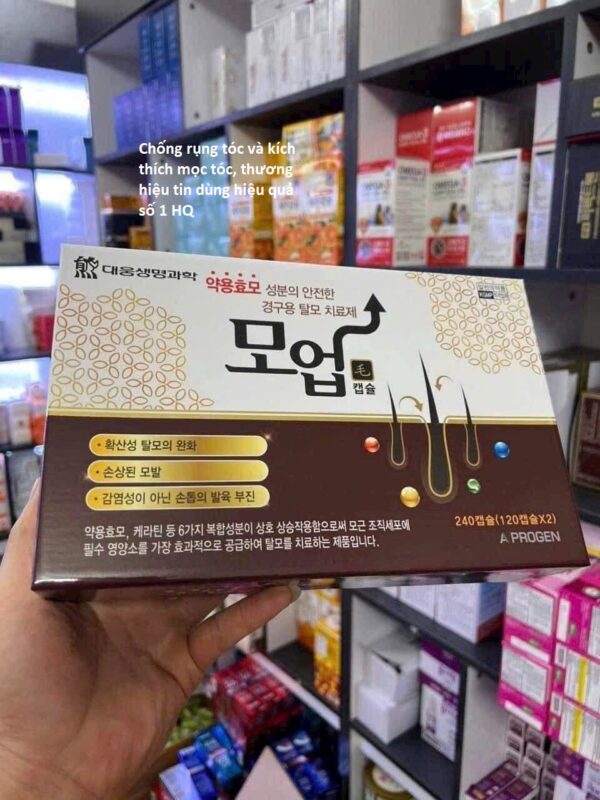 Chống rụng tóc và kích
thích mọc tóc, thương
hiệu tin dùng hiệu quả
số 1 HQ
OMEGA-3
대웅생명과학
약용효모 성분의 안전한
경구용 탈모 치료제
모업
毛
캡슐
• 확산성 탈모의 완화
• 손상된 모발
• 감염성이 아닌 손톱의 발육 부진
약용효모, 케라틴 등 6가지 복합성분이 상호 상승작용함으로써 모근 조직세포에
필수 영양소를 가장 효과적으로 공급하여 탈모를 치료하는 제품입니다.
240캡슐(120캡슐X2)
A PROGEN